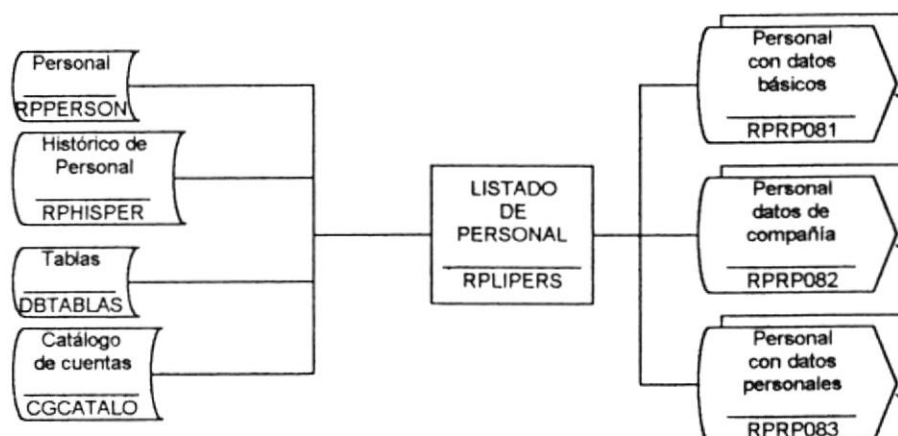 Personal
RPPERSON
Histórico de
Personal
RPHISPER
Tablas
DBTABLAS
Catálogo
de cuentas
CGCATALO
LISTADO
DE
PERSONAL
RPLIPERS
Personal
con datos
básicos
RPRP081
Personal
datos de
compañía
RPRP082
Personal
con datos
personales
RPRP083